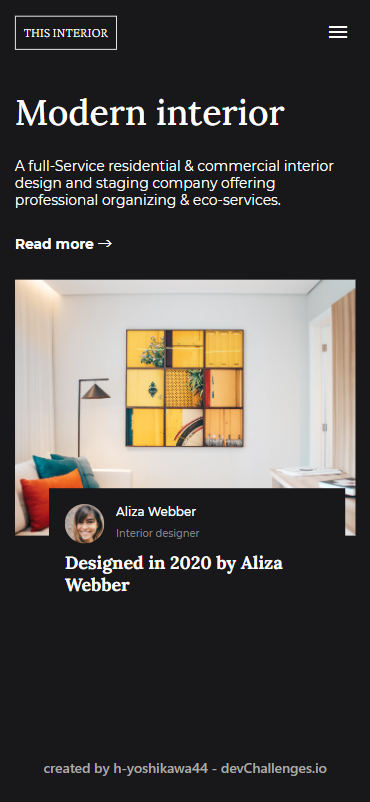 THIS INTERIOR
Modern interior
A full-Service residential & commercial interior
design and staging company offering
professional organizing & eco-services.
Read more →
Aliza Webber
Interior designer
Designed in 2020 by Aliza
Webber
created by h-yoshikawa44 - devChallenges.io